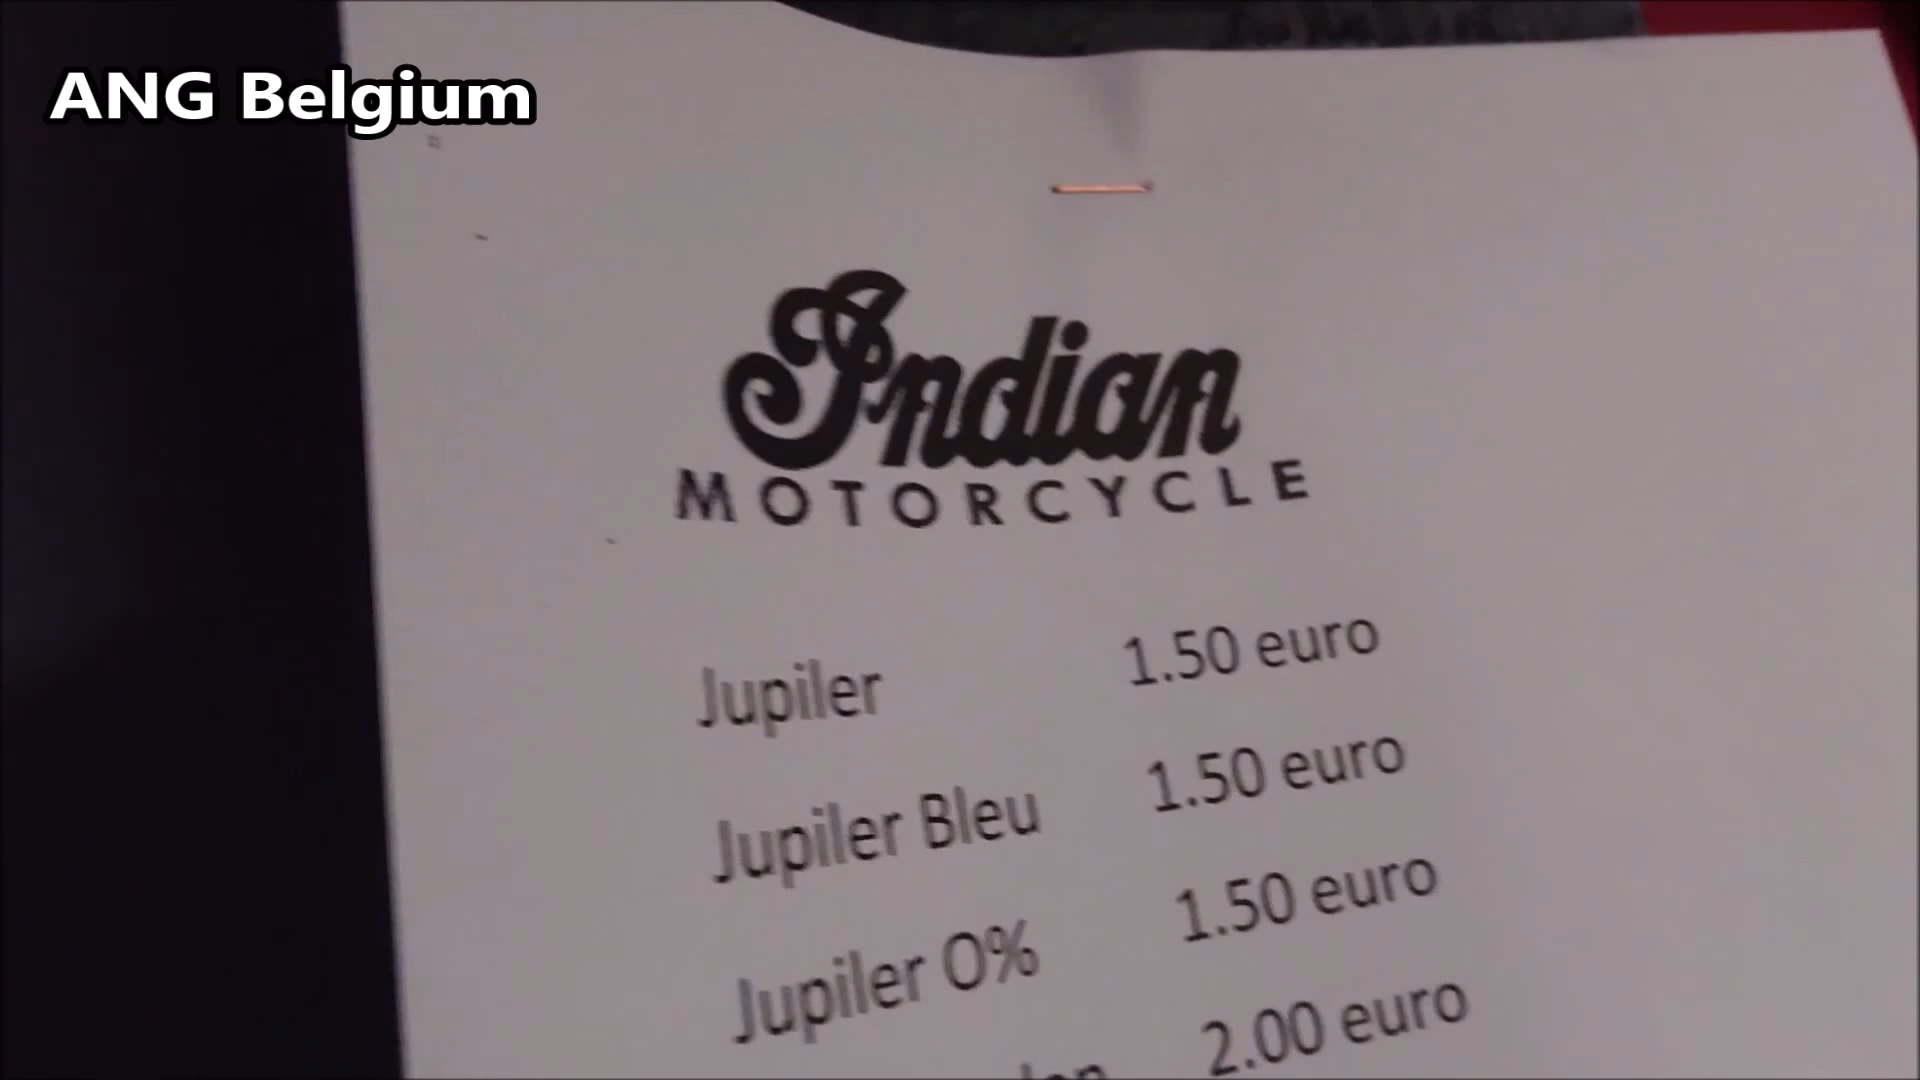 ANG Belgium
Indian
MOTORCYCLE
Jupiler 1.50 euro
Jupiler Bleu 1.50 euro
Jupiler 0% 1.50 euro
2.00 euro